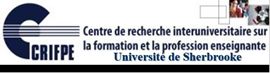 CRIFPE
Centre de recherche interuniversitaire sur
la formation et la profession enseignante
Université de Sherbrooke